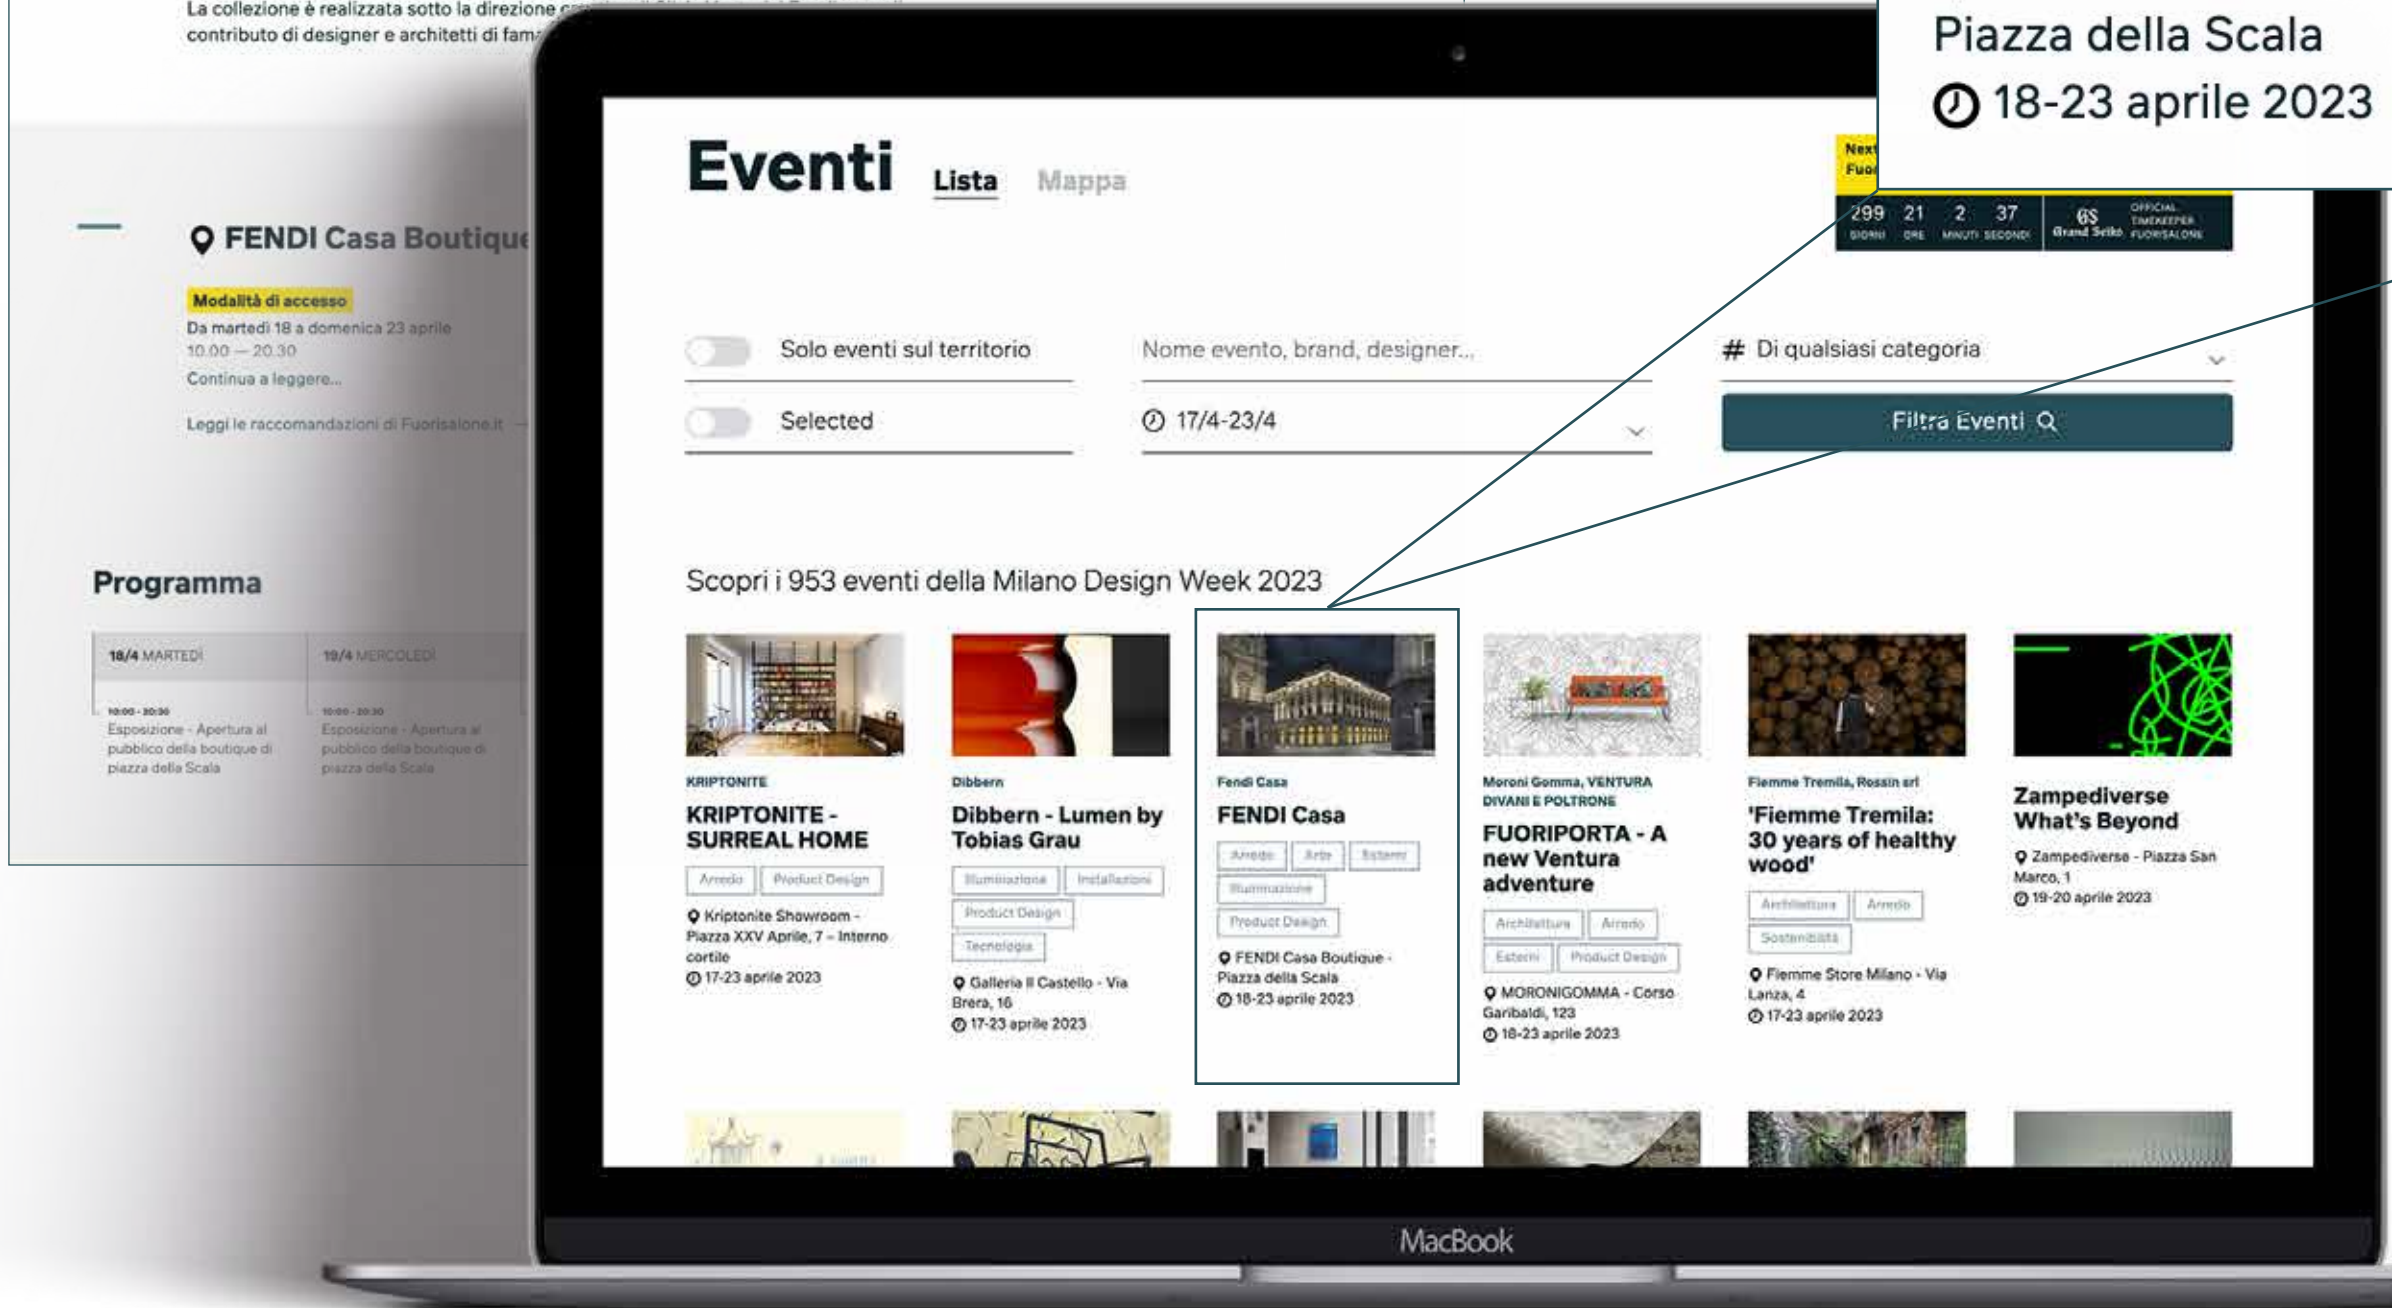 La collezione è realizzata sotto la direzione
contributo di designer e architetti di fama
FENDI Casa Boutique
Modalità di accesso
Da martedì 18 a domenica 23 aprile
10.00 — 20.30
Continua a leggere...
Leggi le raccomandazioni di Fuorisalone.it
Programma
18/4 MARTEDÌ
19/4 MERCOLEDÌ
10:00 - 20:30
Esposizione - Apertura al
pubblico della boutique di
piazza della Scala
10:00 - 20:30
Esposizione - Apertura al
pubblico della boutique di
piazza della Scala
Piazza della Scala
18-23 aprile 2023
Eventi
Lista
Mappa
Next
299 21 2 37
GIORNI ORE MINUTI SECONDI
GS
Grand Seiko
OFFICIAL
TIMEKEEPER
FUORISALONE
Solo eventi sul territorio
Nome evento, brand, designer...
# Di qualsiasi categoria
Selected
17/4-23/4
Filtra Eventi
Scopri i 953 eventi della Milano Design Week 2023
KRIPTONITE
KRIPTONITE -
SURREAL HOME
Arredo
Product Design
Kriptonite Showroom -
Piazza XXV Aprile, 7 – Interno
cortile
17-23 aprile 2023
Dibbern
Dibbern - Lumen by
Tobias Grau
Illuminazione
Installazioni
Product Design
Tecnologia
Galleria Il Castello - Via
Brera, 16
17-23 aprile 2023
Fendi Casa
FENDI Casa
Arredo
Arte
Esterni
Illuminazione
Product Design
FENDI Casa Boutique -
Piazza della Scala
18-23 aprile 2023
Moroni Gomma, VENTURA
DIVANI E POLTRONE
FUORIPORTA - A
new Ventura
adventure
Architettura
Arredo
Esterni
Product Design
MORONIGOMMA - Corso
Garibaldi, 123
18-23 aprile 2023
Fiemme Tremila, Rossin srl
'Fiemme Tremila:
30 years of healthy
wood'
Architettura
Arredo
Sostenibilità
Fiemme Store Milano - Via
Lanza, 4
17-23 aprile 2023
Zampediverse
What's Beyond
Zampediverse - Piazza San
Marco, 1
19-20 aprile 2023
MacBook